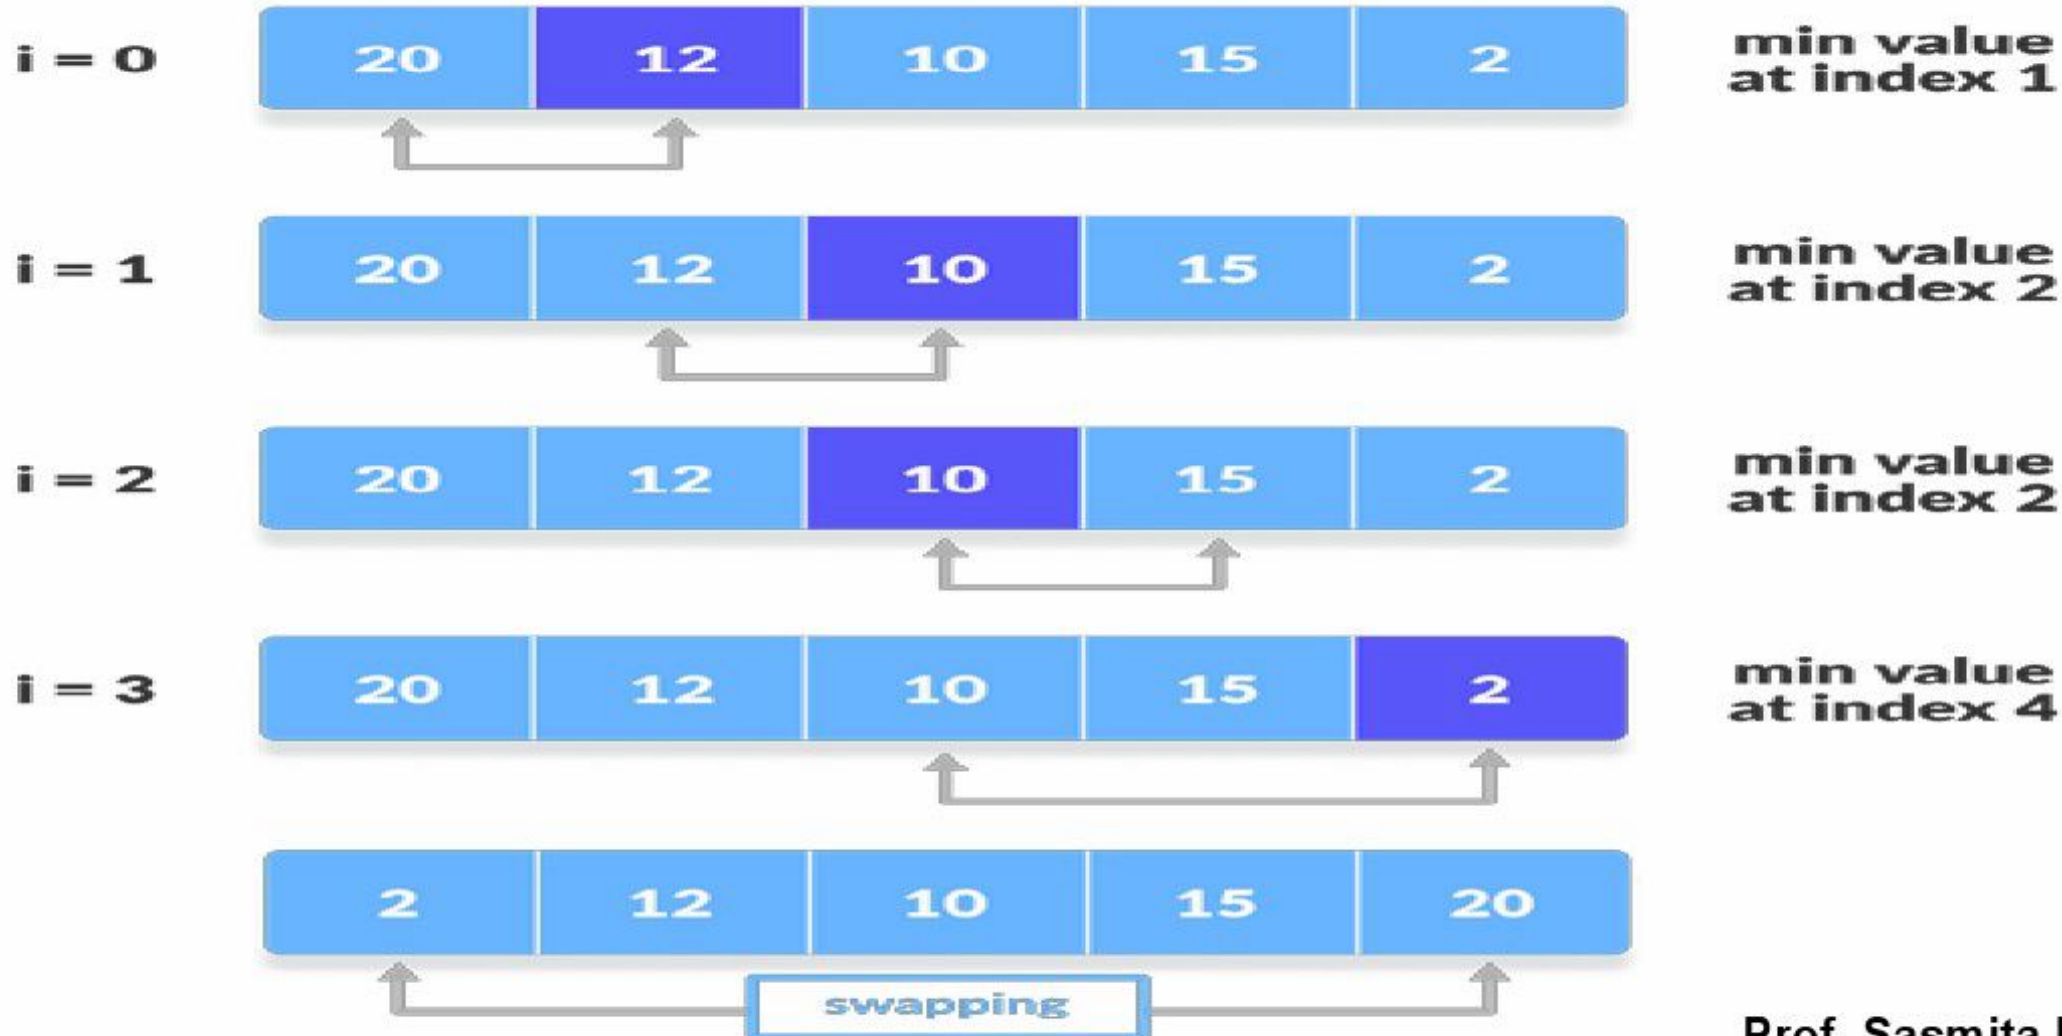 i = 0
20 12 10 15 2
min value
at index 1
i = 1
20 12 10 15 2
min value
at index 2
i = 2
20 12 10 15 2
min value
at index 2
i = 3
20 12 10 15 2
min value
at index 4
2 12 10 15 20
swapping
Prof. Sasmita